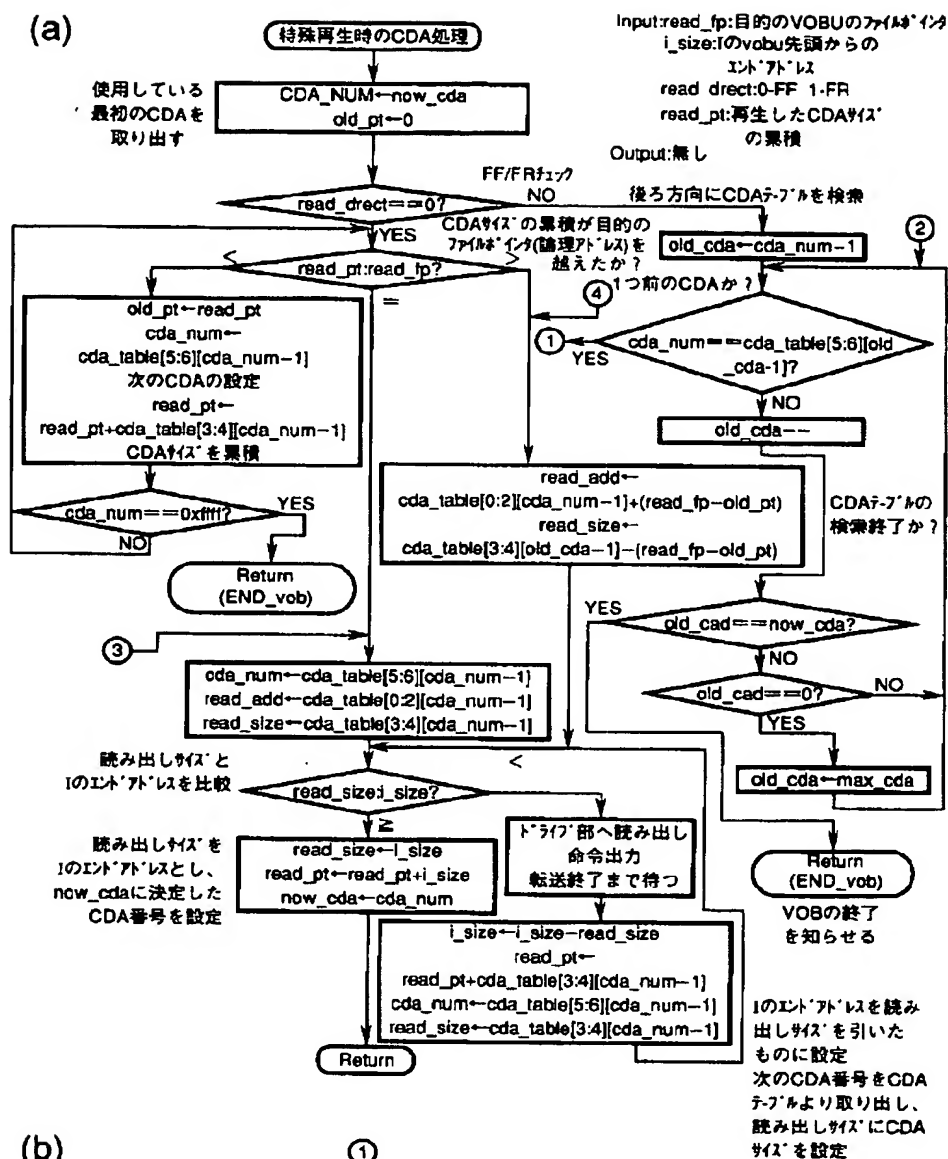 (a)
特殊再生時のCDA処理
Input:read_fp:目的のVOBUのファイルポインタ
i_size:Iのvobu先頭からの
エンドアドレス
read_drect:0-FF 1-FR
read_pt:再生したCDAサイズ
の累積
Output:無し
使用している
最初のCDAを
取り出す
CDA_NUM←now_cda
old_pt←0
FF/FRチェック
read_drect==0?
NO
YES
後ろ方向にCDAテーブルを検索
old_cda←cda_num-1
②
CDAサイズの累積が目的の
ファイルポインタ(論理アドレス)を
越えたか?
<
read_pt:read_fp?
>
=
④
1つ前のCDAか?
①
YES
cda_num==cda_table[5:6][old
_cda-1]?
NO
old_cda--
old_pt←read_pt
cda_num←
cda_table[5:6][cda_num-1]
次のCDAの設定
read_pt←
read_pt+cda_table[3:4][cda_num-1]
CDAサイズを累積
cda_num==0xffff?
YES
NO
Return
(END_vob)
read_add←
cda_table[0:2][cda_num-1]+(read_fp-old_pt)
read_size←
cda_table[3:4][old_cda-1]-(read_fp-old_pt)
CDAテーブルの
検索終了か?
YES
old_cad==now_cda?
NO
old_cad==0?
NO
YES
old_cda←max_cda
Return
(END_vob)
VOBの終了
を知らせる
③
cda_num←cda_table[5:6][cda_num-1]
read_add←cda_table[0:2][cda_num-1]
read_size←cda_table[3:4][cda_num-1]
読み出しサイズと
Iのエンドアドレスを比較
read_size:i_size?
<
≧
読み出しサイズを
Iのエンドアドレスとし、
now_cdaに決定した
CDA番号を設定
read_size←i_size
read_pt←read_pt+i_size
now_cda←cda_num
ドライブ部へ読み出し
命令出力
転送終了まで待つ
i_size←i_size-read_size
read_pt←
read_pt+cda_table[3:4][cda_num-1]
cda_num←cda_table[5:6][cda_num-1]
read_size←cda_table[3:4][cda_num-1]
Return
Iのエンドアドレスを読み
出しサイズを引いた
ものに設定
次のCDA番号をCDA
テーブルより取り出し、
読み出しサイズにCDA
サイズを設定
(b)
①